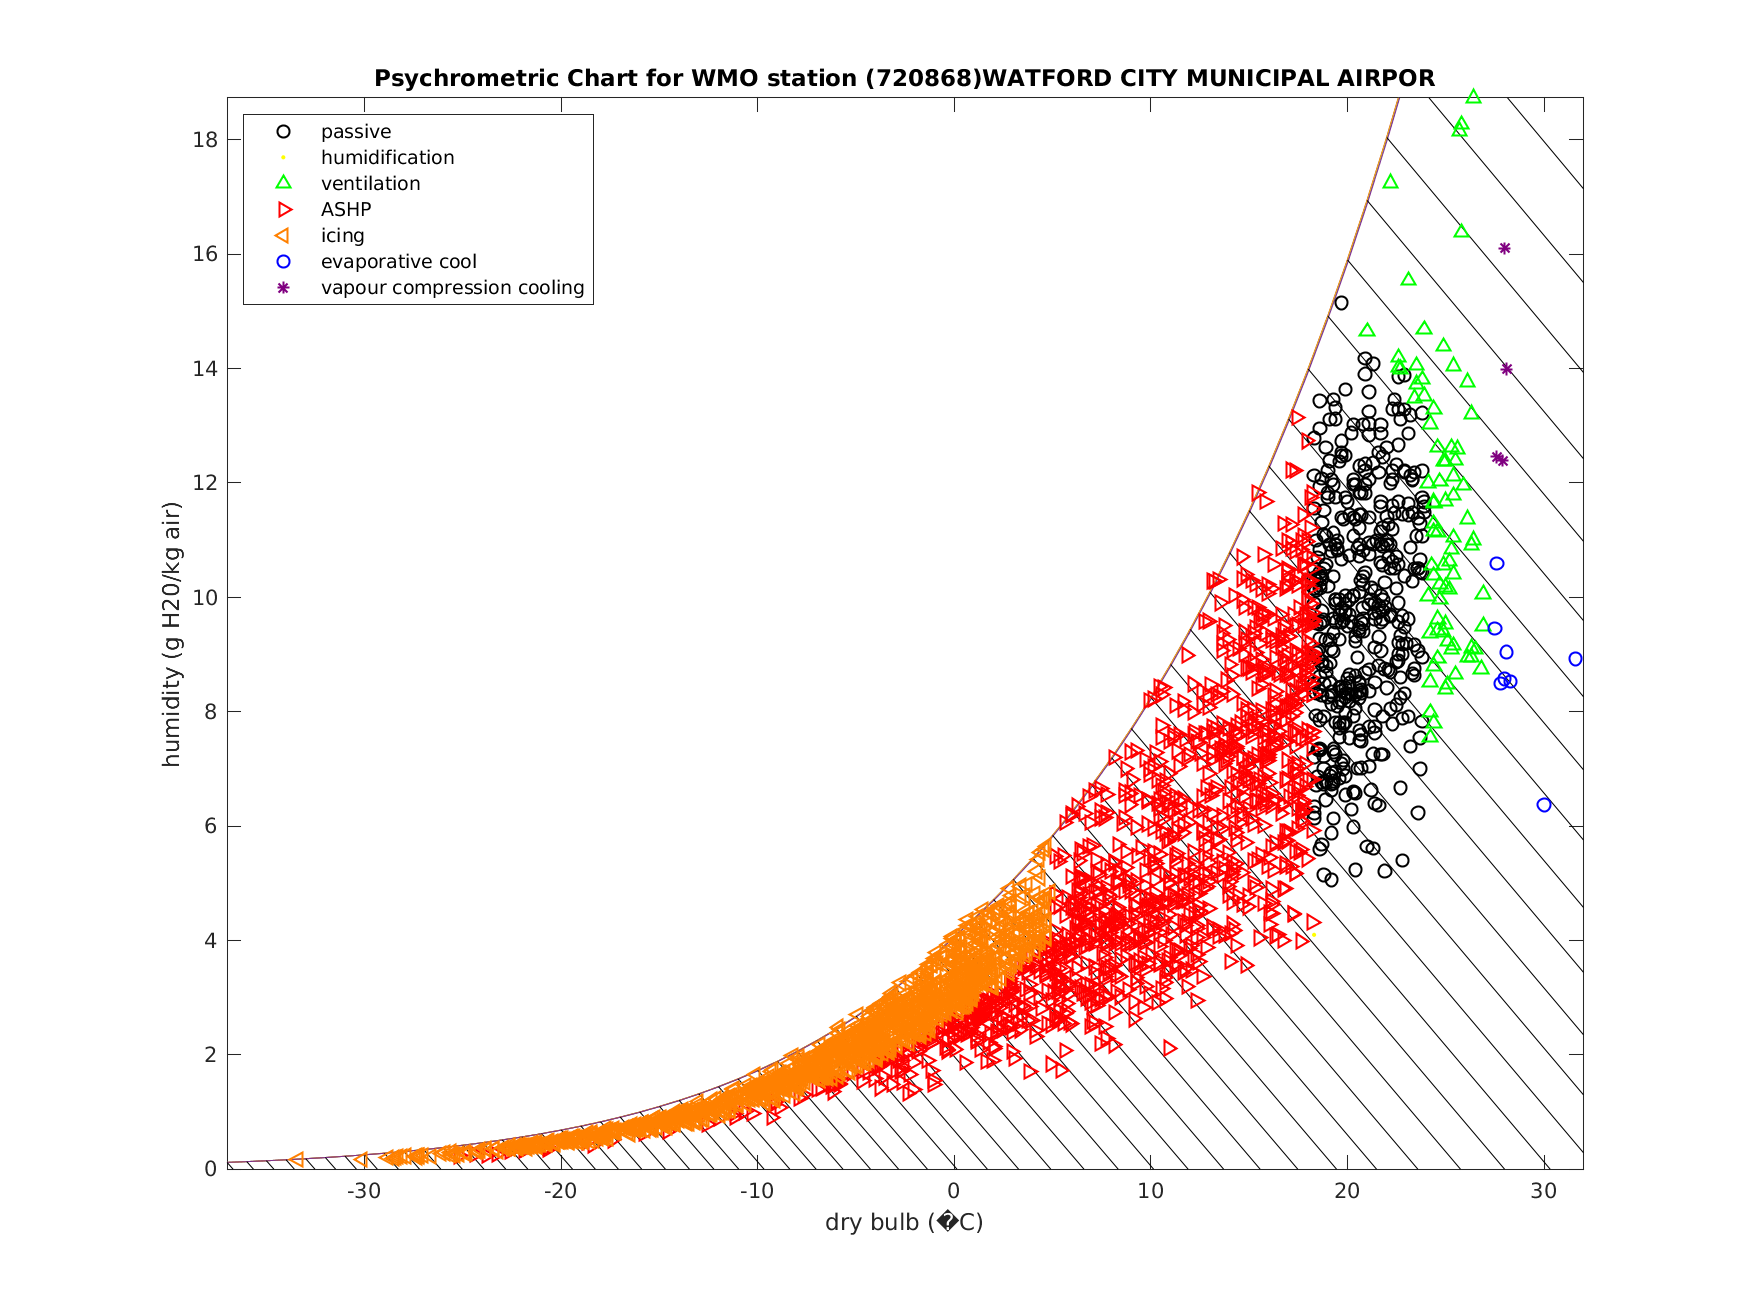 Psychrometric Chart for WMO station (720868)WATFORD CITY MUNICIPAL AIRPOR
passive
humidification
ventilation
ASHP
icing
evaporative cool
vapour compression cooling
18
16
14
12
10
8
6
4
2
0
humidity (g H20/kg air)
-30 -20 -10 0 10 20 30
dry bulb (�C)